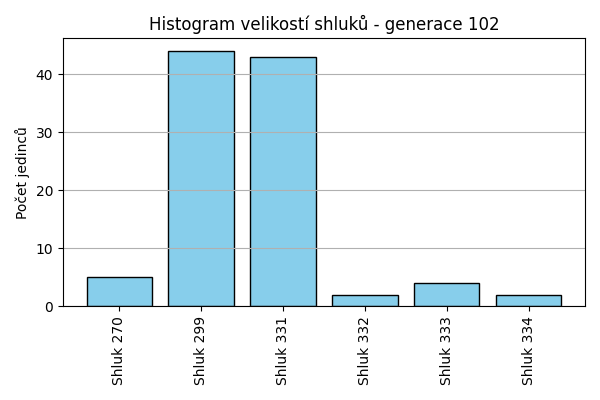 Histogram velikostí shluků - generace 102
Počet jedinců
40
30
20
10
0
Shluk 270
Shluk 299
Shluk 331
Shluk 332
Shluk 333
Shluk 334